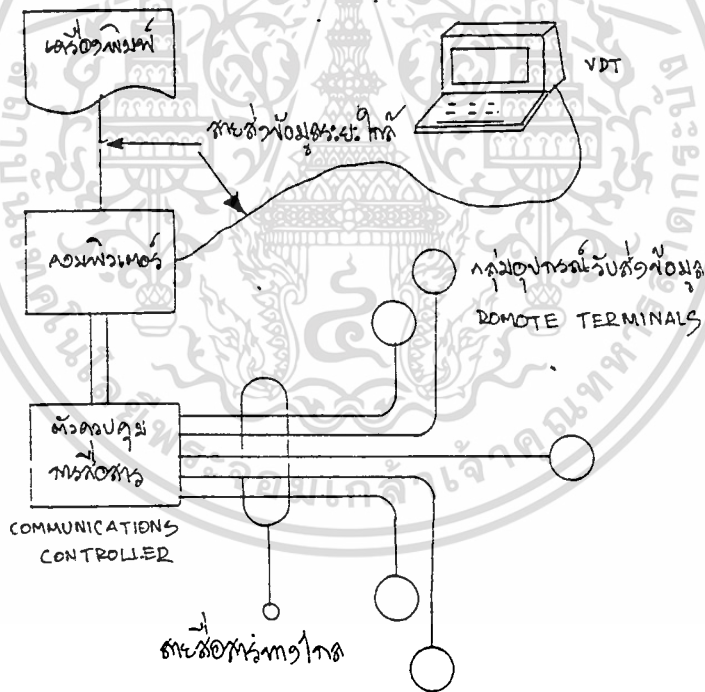 เครื่องพิมพ์
VDT
สายส่งข้อมูลระยะใกล้
คอมพิวเตอร์
กลุ่มอุปกรณ์รับส่งข้อมูล
DOMOTE TERMINALS
ตัวควบคุม
การสื่อสาร
COMMUNICATIONS
CONTROLLER
สายสื่อสารทางไกล